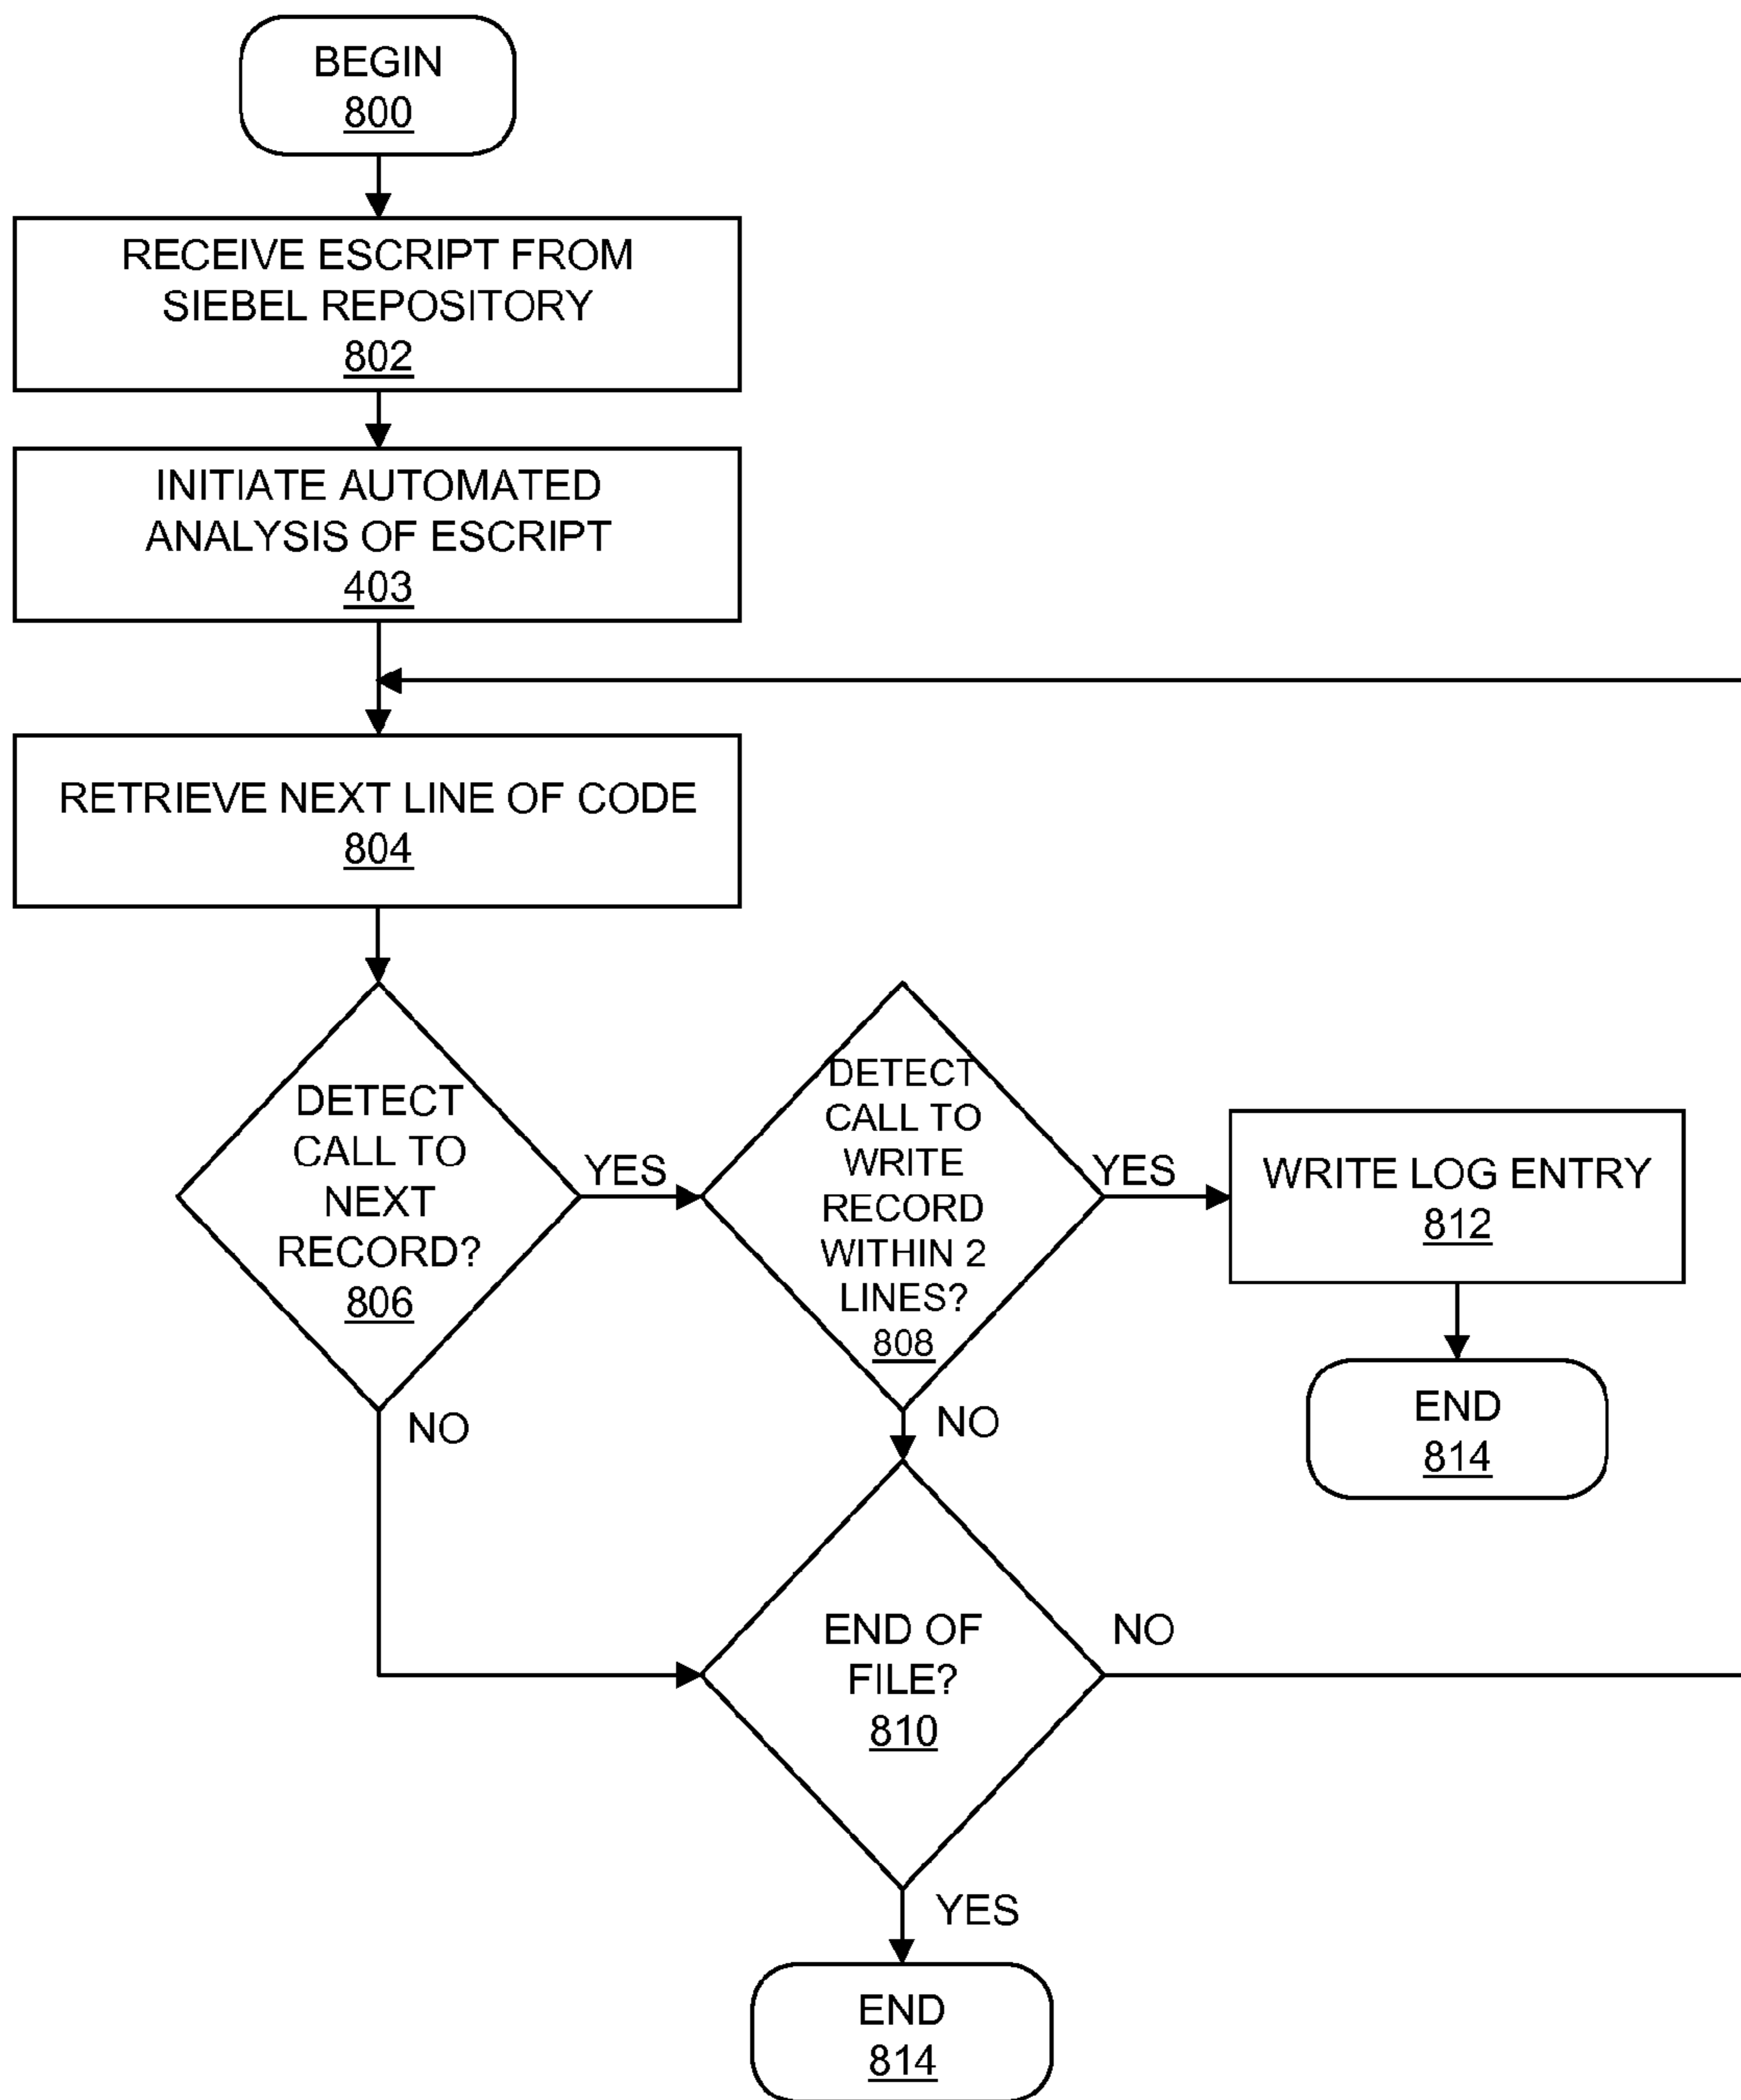 BEGIN
800
RECEIVE ESCRIPT FROM
SIEBEL REPOSITORY
802
INITIATE AUTOMATED
ANALYSIS OF ESCRIPT
403
RETRIEVE NEXT LINE OF CODE
804
DETECT
CALL TO
NEXT
RECORD?
806
YES
NO
DETECT
CALL TO
WRITE
RECORD
WITHIN 2
LINES?
808
YES
NO
WRITE LOG ENTRY
812
END
814
END OF
FILE?
810
NO
YES
END
814